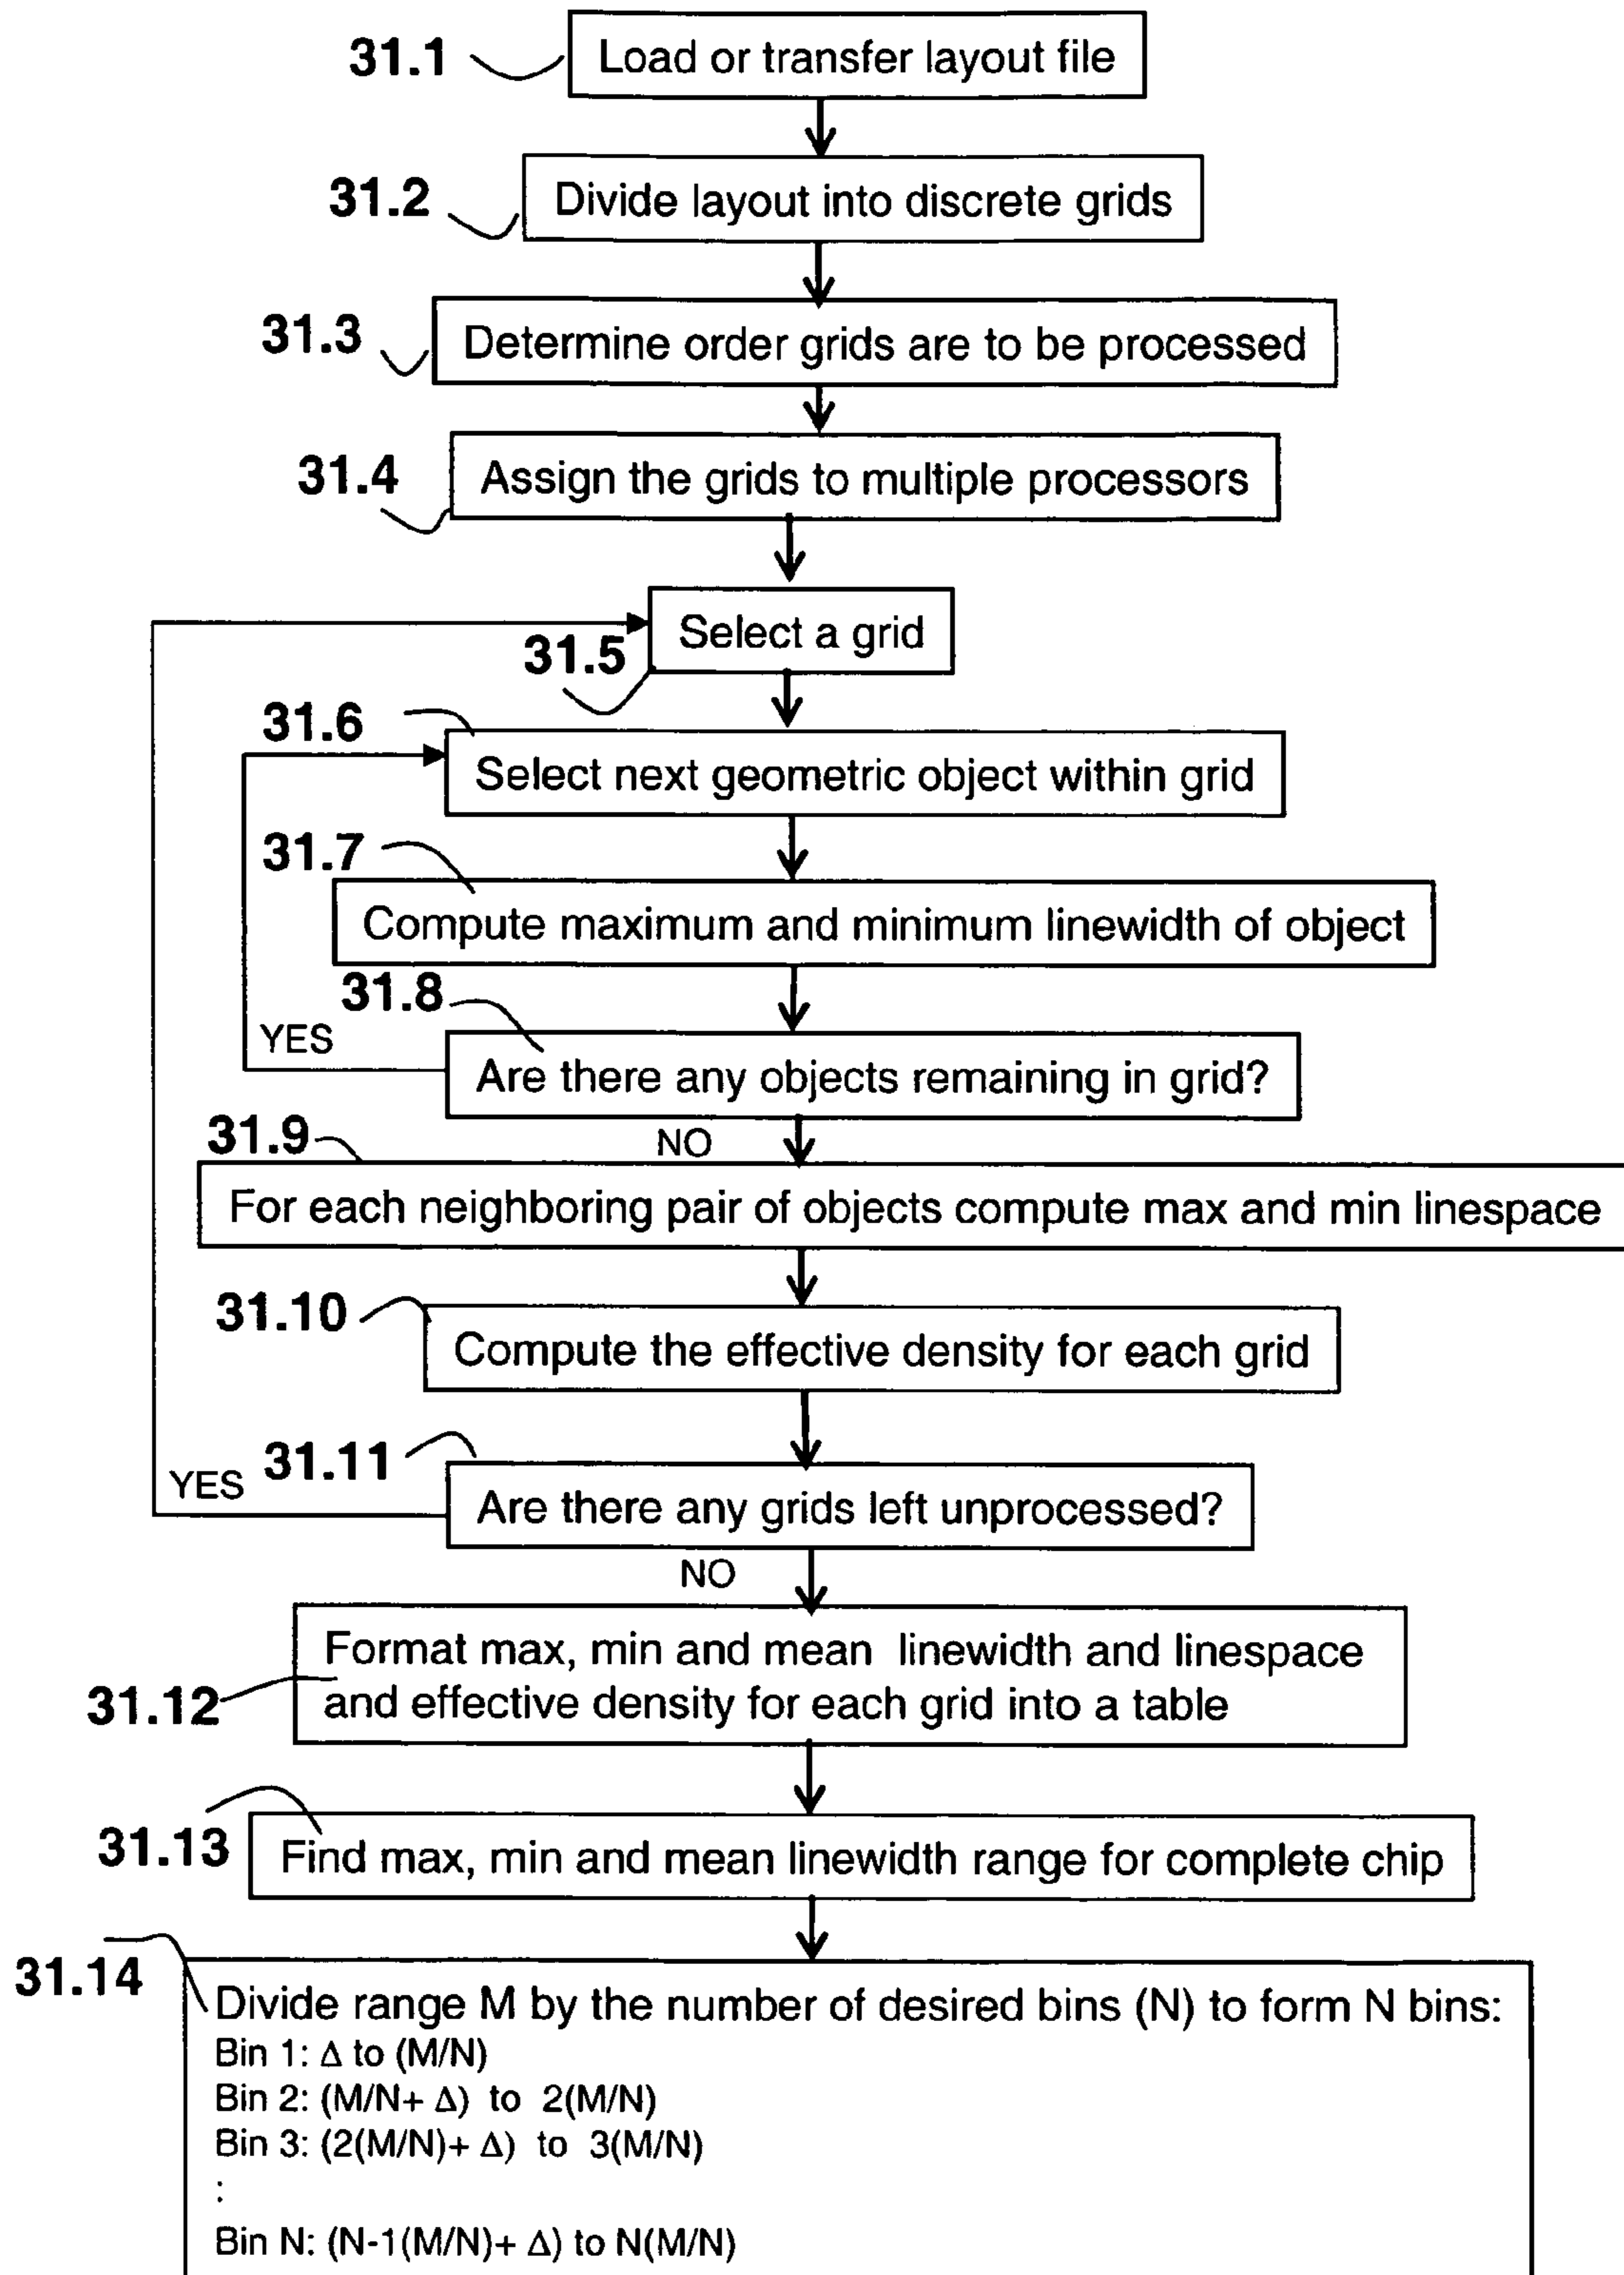 31.1
Load or transfer layout file
31.2
Divide layout into discrete grids
31.3
Determine order grids are to be processed
31.4
Assign the grids to multiple processors
31.5
Select a grid
31.6
Select next geometric object within grid
31.7
Compute maximum and minimum linewidth of object
31.8
YES
Are there any objects remaining in grid?
NO
31.9
For each neighboring pair of objects compute max and min linespace
31.10
Compute the effective density for each grid
31.11
YES
Are there any grids left unprocessed?
NO
31.12
Format max, min and mean linewidth and linespace
and effective density for each grid into a table
31.13
Find max, min and mean linewidth range for complete chip
31.14
Divide range M by the number of desired bins (N) to form N bins:
Bin 1: Δ to (M/N)
Bin 2: (M/N+ Δ) to 2(M/N)
Bin 3: (2(M/N)+ Δ) to 3(M/N)
:
Bin N: (N-1(M/N)+ Δ) to N(M/N)